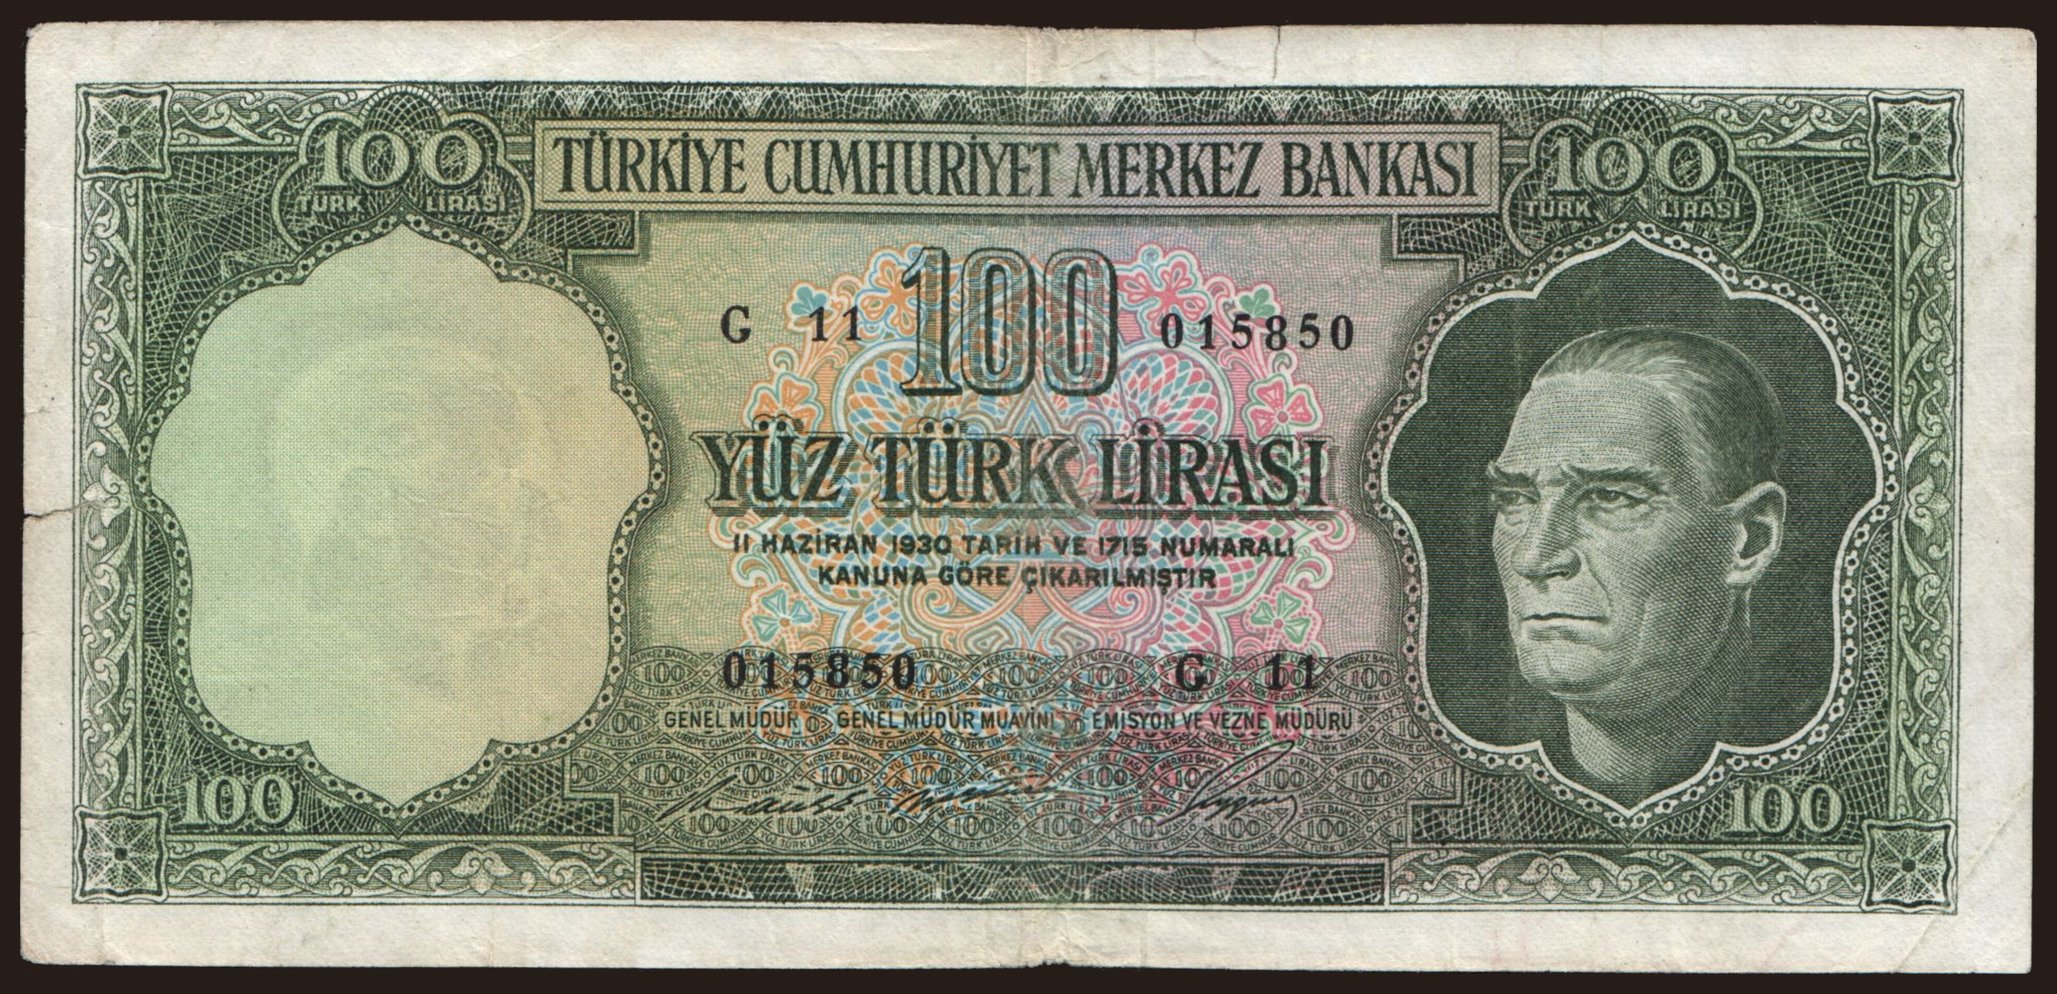 100 100
TÜRK LİRASI TÜRKİYE CUMHURİYET MERKEZ BANKASI TÜRK LİRASI
G 11 100 015850
YÜZ TÜRK LİRASI
11 HAZİRAN 1930 TARİH VE 1715 NUMARALI
KANUNA GÖRE ÇIKARILMIŞTIR
015850 G 11
GENEL MÜDÜR GENEL MÜDÜR MUAVİNİ EMİSYON VE VEZNE MÜDÜRÜ
100 100